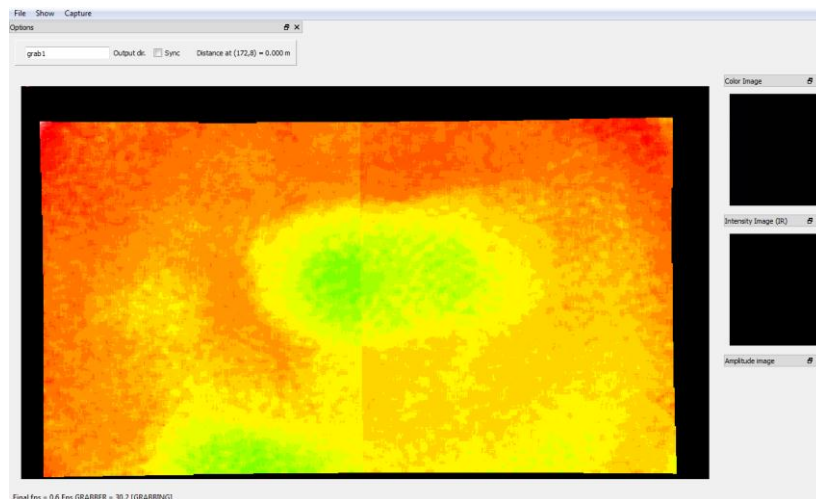 File Show Capture
Options
grab1 Output dir. Sync Distance at (172,8) = 0.000 m
Color Image
Intensity Image (IR)
Amplitude image
Final fps = 0.6 Fps GRABBER = 30.2 [GRABBING]